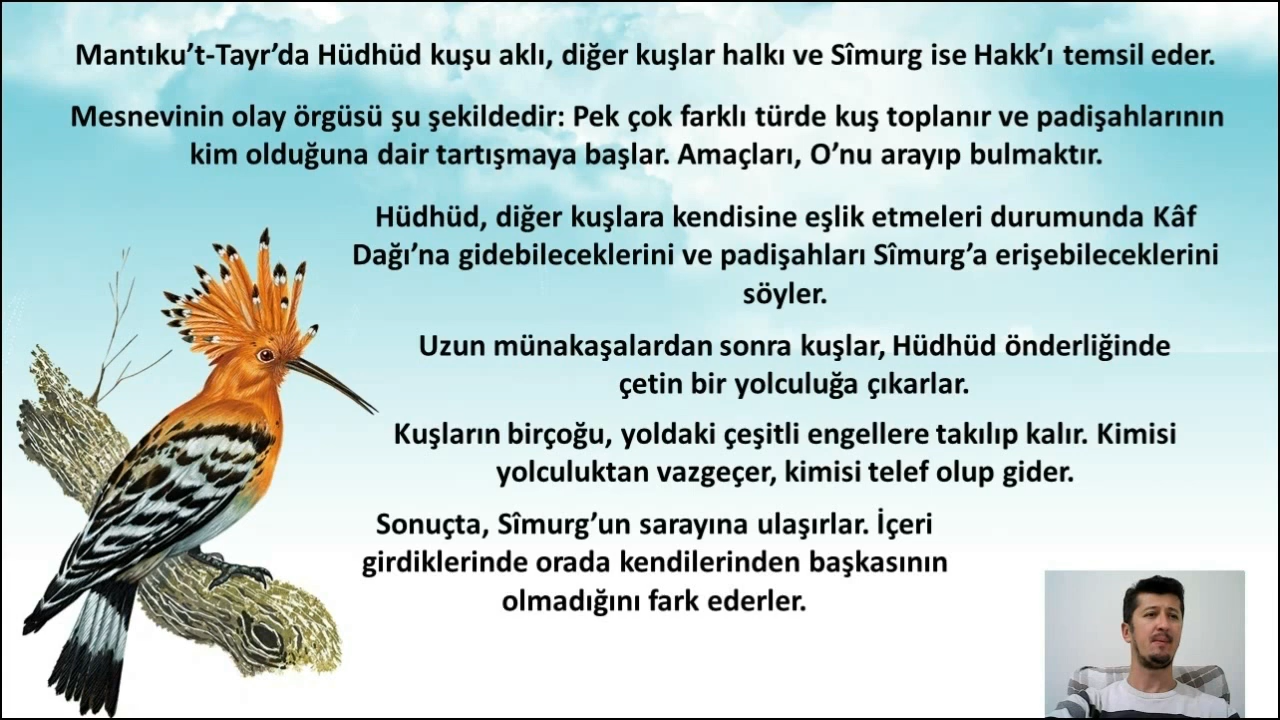 Mantıku’t-Tayr’da Hüdhüd kuşu aklı, diğer kuşlar halkı ve Sîmurg ise Hakk’ı temsil eder.
Mesnevinin olay örgüsü şu şekildedir: Pek çok farklı türde kuş toplanır ve padişahlarının
kim olduğuna dair tartışmaya başlar. Amaçları, O’nu arayıp bulmaktır.
Hüdhüd, diğer kuşlara kendisine eşlik etmeleri durumunda Kâf
Dağı’na gidebileceklerini ve padişahları Sîmurg’a erişebileceklerini
söyler.
Uzun münakaşalardan sonra kuşlar, Hüdhüd önderliğinde
çetin bir yolculuğa çıkarlar.
Kuşların birçoğu, yoldaki çeşitli engellere takılıp kalır. Kimisi
yolculuktan vazgeçer, kimisi telef olup gider.
Sonuçta, Sîmurg’un sarayına ulaşırlar. İçeri
girdiklerinde orada kendilerinden başkasının
olmadığını fark ederler.